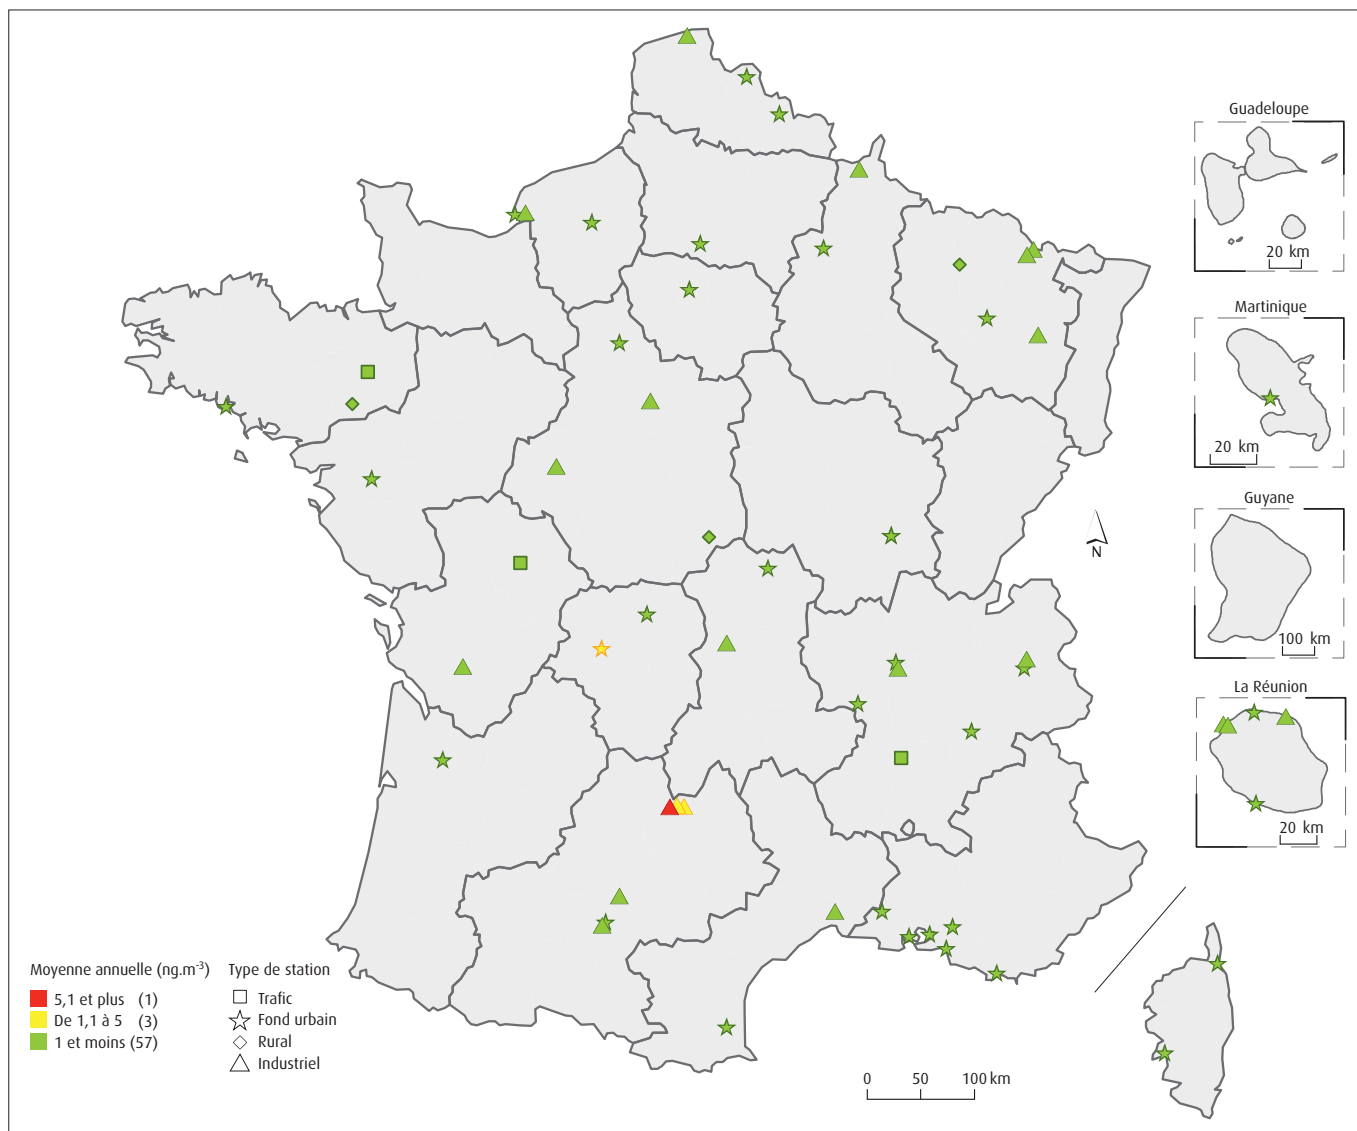 Guadeloupe
20 km
Martinique
20 km
Guyane
100 km
La Réunion
20 km
N
Moyenne annuelle (ng.m-3)
5,1 et plus (1)
De 1,1 à 5 (3)
1 et moins (57)
Type de station
Trafic
Fond urbain
Rural
Industriel
0 50 100 km